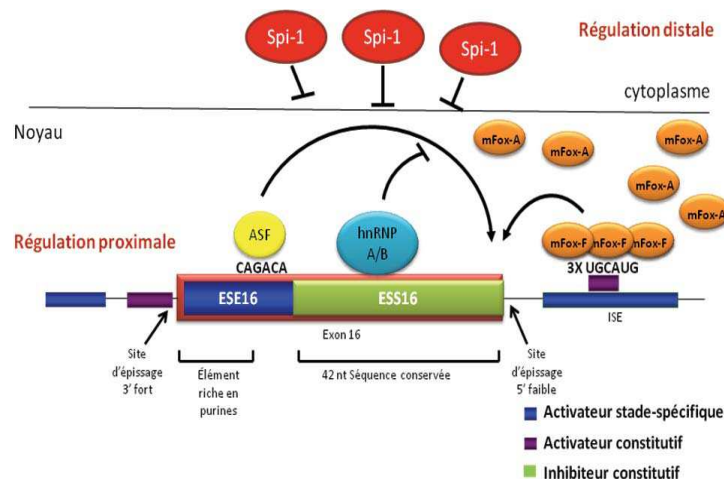 Spi-1
Spi-1
Spi-1
Régulation distale
cytoplasme
Noyau
mFox-A
mFox-A
mFox-A
mFox-A
mFox-A
Régulation proximale
ASF
hnRNP
A/B
mFox-F
mFox-F
mFox-F
CAGACA
3X UGCAUG
ESE16
ESS16
ISE
Exon 16
Site
d'épissage
3' fort
Élément
riche en
purines
42 nt Séquence conservée
Site
d'épissage
5' faible
Activateur stade-spécifique
Activateur constitutif
Inhibiteur constitutif